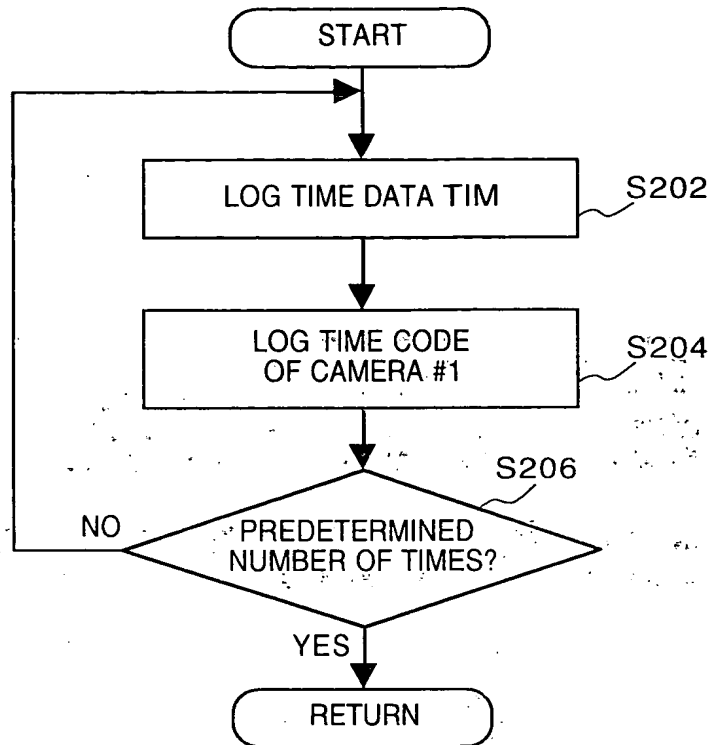 START
LOG TIME DATA TIM
S202
LOG TIME CODE
OF CAMERA #1
S204
S206
PREDETERMINED
NUMBER OF TIMES?
NO
YES
RETURN